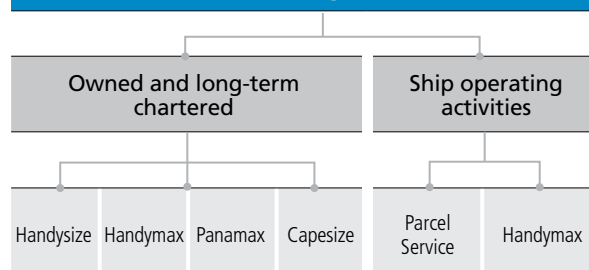 Owned and long-term
chartered
Ship operating
activities
Handysize Handymax Panamax Capesize
Parcel
Service
Handymax